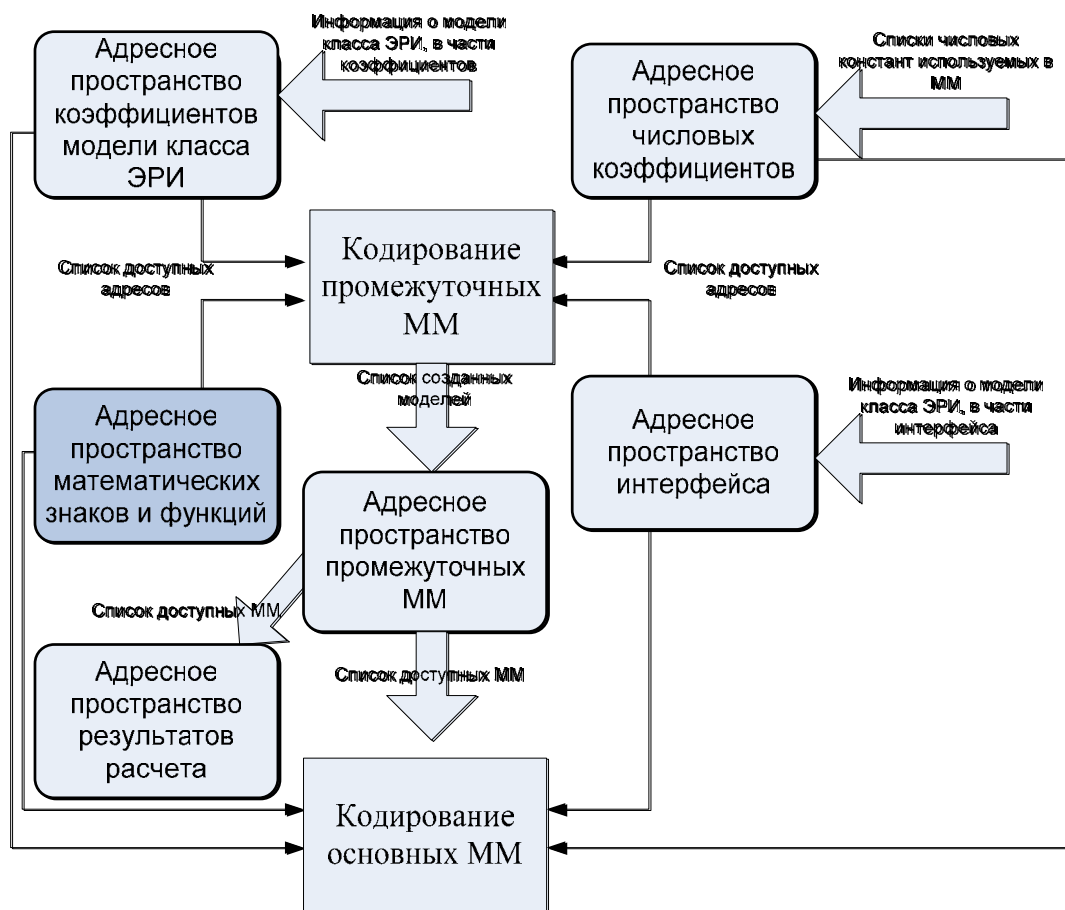 Адресное
пространство
коэффициентов
модели класса
ЭРИ
Информация о модели
класса ЭРИ, в части
коэффициентов
Адресное
пространство
числовых
коэффициентов
Списки числовых
констант используемых в
ММ
Кодирование
промежуточных
ММ
Список доступных
адресов
Список доступных
адресов
Список созданных
моделей
Адресное
пространство
математических
знаков и функций
Адресное
пространство
интерфейса
Информация о модели
класса ЭРИ, в части
интерфейса
Адресное
пространство
промежуточных
ММ
Список доступных ММ
Адресное
пространство
результатов
расчета
Список доступных ММ
Кодирование
основных ММ